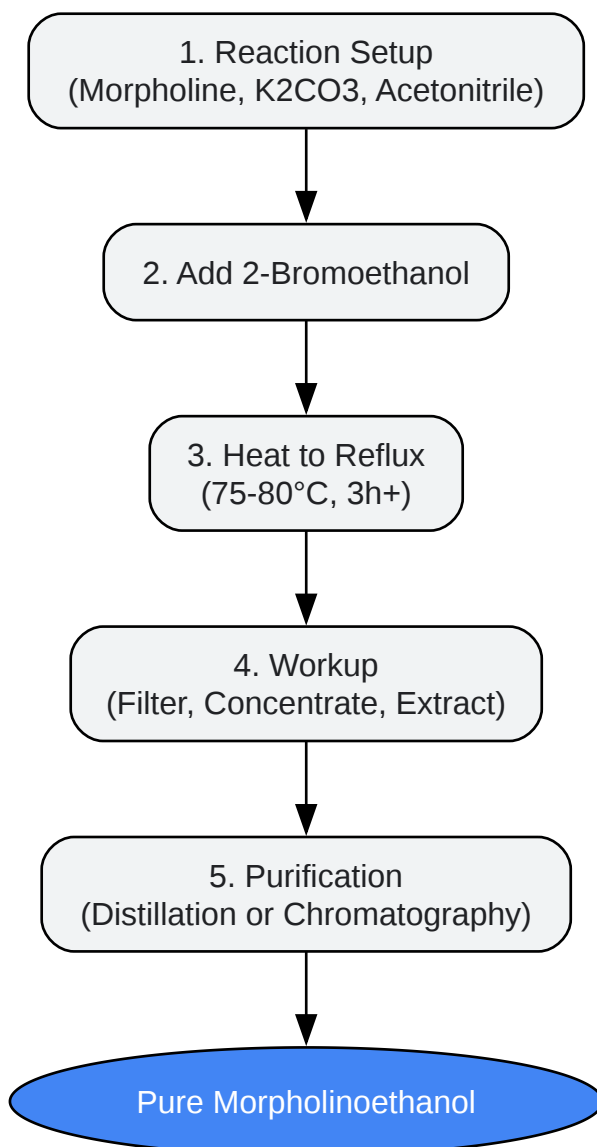 1. Reaction Setup
(Morpholine, K2CO3, Acetonitrile)
2. Add 2-Bromoethanol
3. Heat to Reflux
(75-80°C, 3h+)
4. Workup
(Filter, Concentrate, Extract)
5. Purification
(Distillation or Chromatography)
Pure Morpholinoethanol